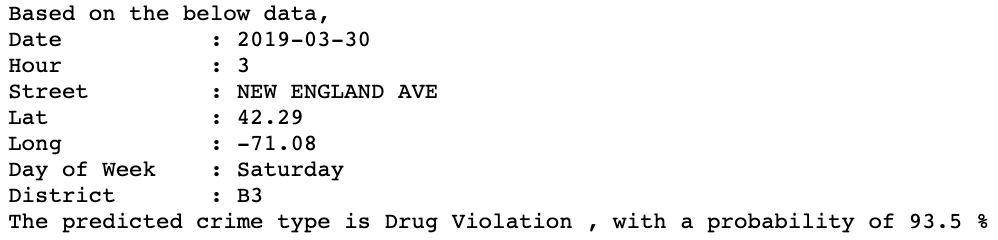 Based on the below data,
Date : 2019-03-30
Hour : 3
Street : NEW ENGLAND AVE
Lat : 42.29
Long : -71.08
Day of Week : Saturday
District : B3
The predicted crime type is Drug Violation , with a probability of 93.5 %